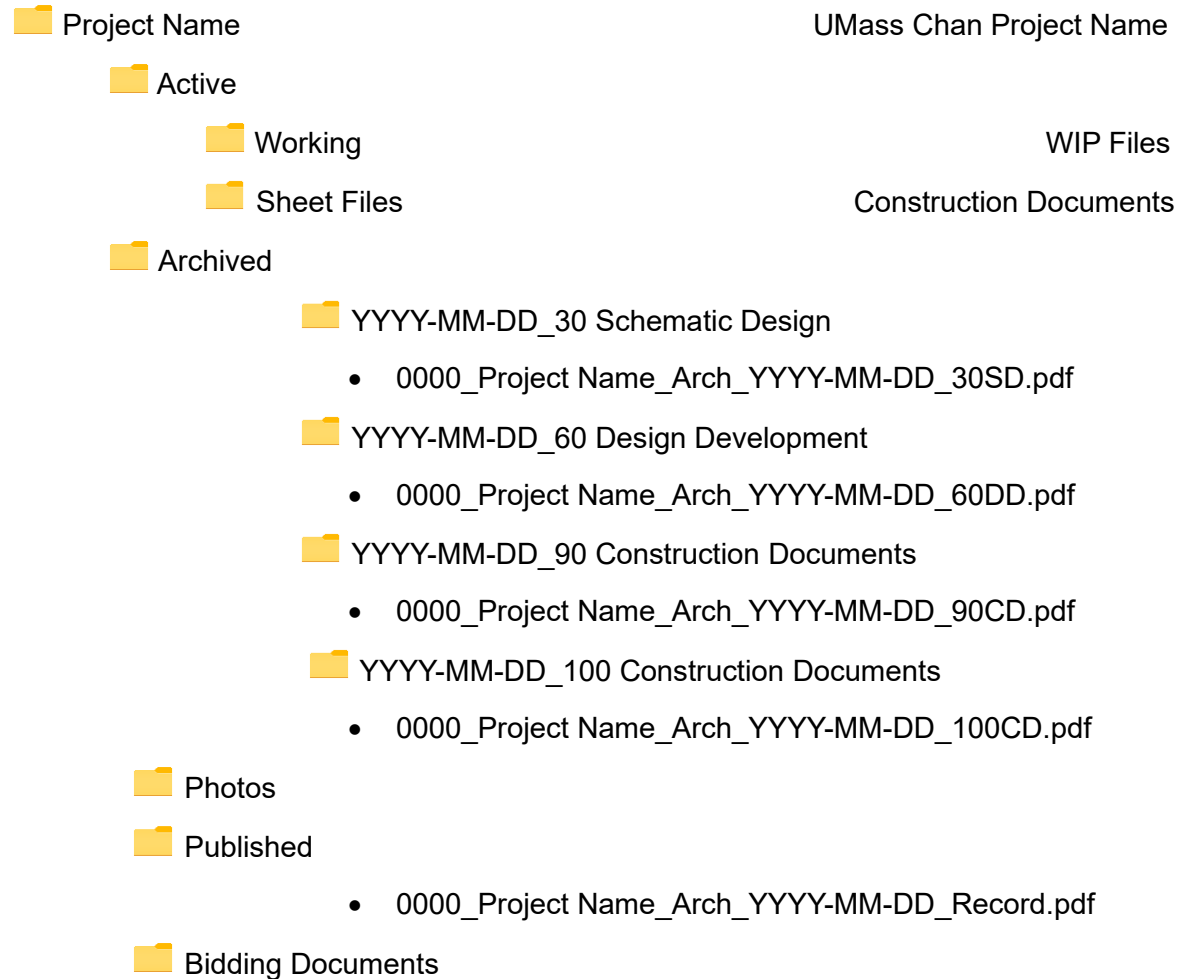 Project Name UMass Chan Project Name
Active
Working WIP Files
Sheet Files Construction Documents
Archived
YYYY-MM-DD_30 Schematic Design
• 0000_Project Name_Arch_YYYY-MM-DD_30SD.pdf
YYYY-MM-DD_60 Design Development
• 0000_Project Name_Arch_YYYY-MM-DD_60DD.pdf
YYYY-MM-DD_90 Construction Documents
• 0000_Project Name_Arch_YYYY-MM-DD_90CD.pdf
YYYY-MM-DD_100 Construction Documents
• 0000_Project Name_Arch_YYYY-MM-DD_100CD.pdf
Photos
Published
• 0000_Project Name_Arch_YYYY-MM-DD_Record.pdf
Bidding Documents